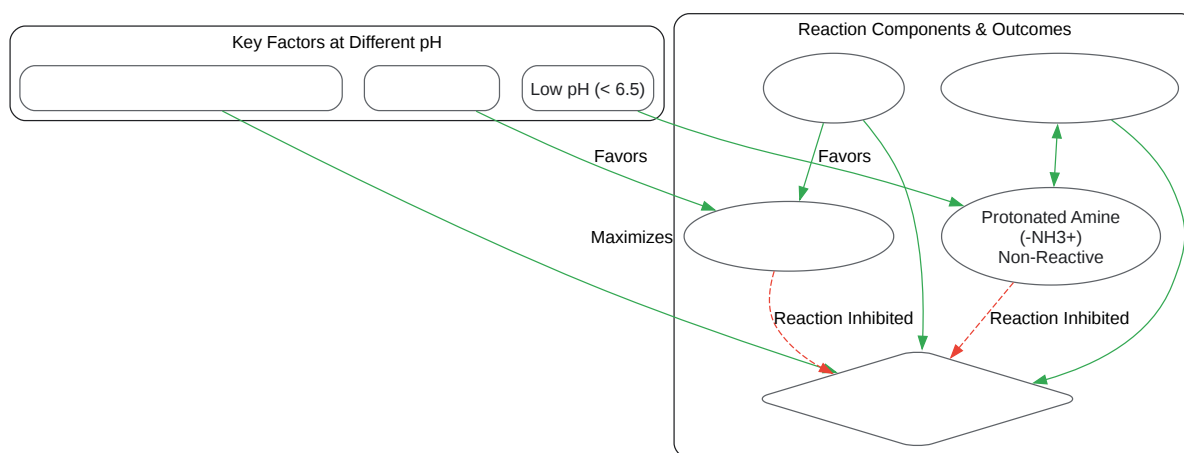 Key Factors at Different pH
Reaction Components & Outcomes
Low pH (< 6.5)
Favors
Favors
Maximizes
Protonated Amine
(-NH3+)
Non-Reactive
Reaction Inhibited
Reaction Inhibited